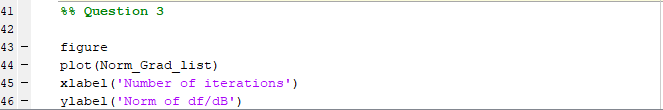 41 %% Question 3
42
43 – figure
44 – plot(Norm_Grad_list)
45 – xlabel('Number of iterations')
46 – ylabel('Norm of df/dB')